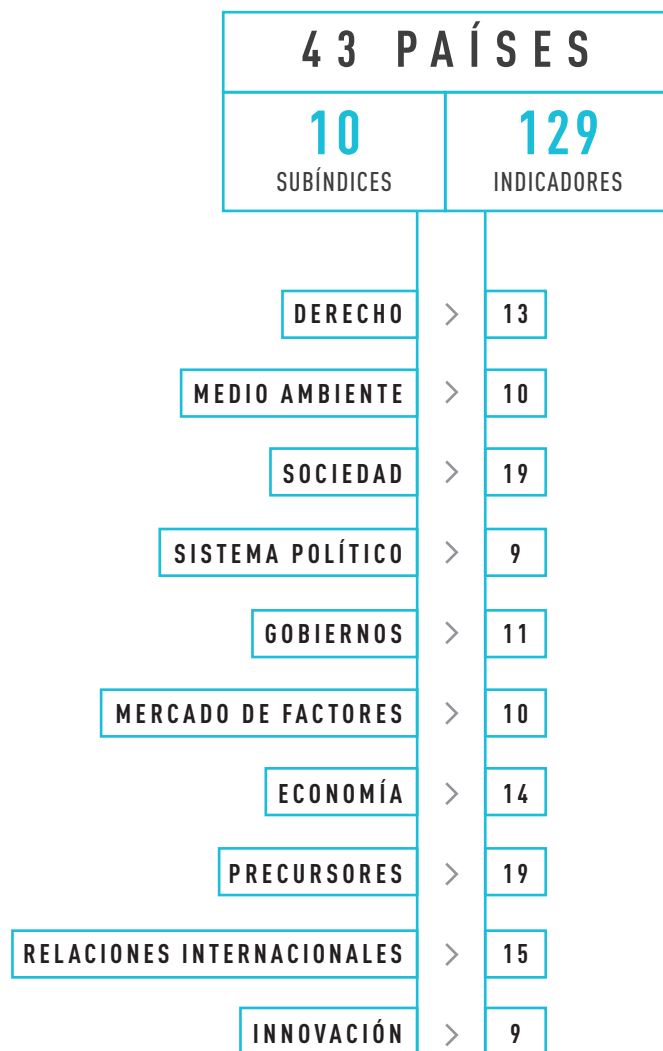 43 PAÍSES
10 129
SUBÍNDICES INDICADORES
DERECHO > 13
MEDIO AMBIENTE > 10
SOCIEDAD > 19
SISTEMA POLÍTICO > 9
GOBIERNOS > 11
MERCADO DE FACTORES > 10
ECONOMÍA > 14
PRECURSORES > 19
RELACIONES INTERNACIONALES > 15
INNOVACIÓN > 9